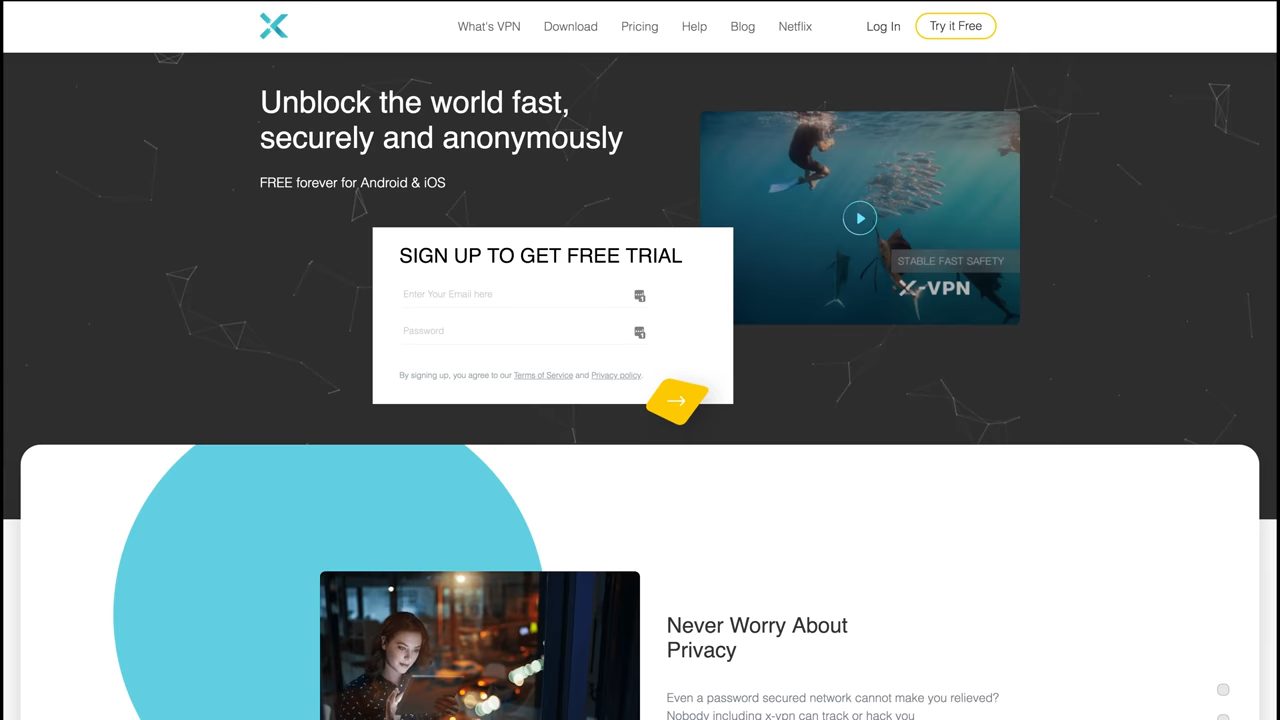 What's VPN Download Pricing Help Blog Netflix Log In Try it Free
Unblock the world fast,
securely and anonymously
FREE forever for Android & iOS
SIGN UP TO GET FREE TRIAL
Enter Your Email here
Password
By signing up, you agree to our Terms of Service and Privacy policy.
STABLE FAST SAFETY
X-VPN
Never Worry About
Privacy
Even a password secured network cannot make you relieved?
Nobody including x-vpn can track or hack you